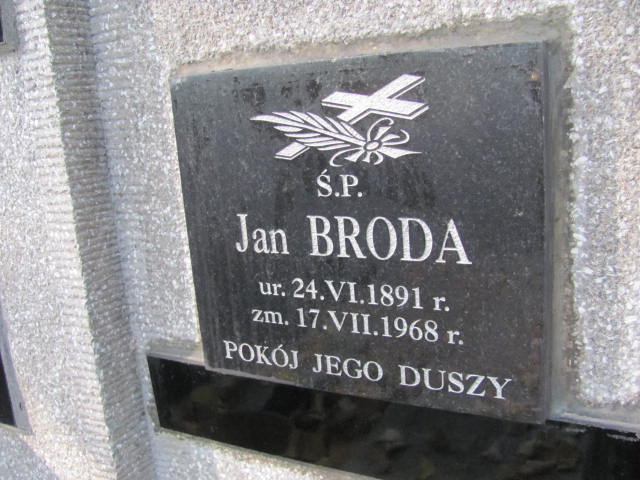 Ś.P.
Jan BRODA
ur. 24.VI.1891 r.
zm. 17.VII.1968 r.
POKÓJ JEGO DUSZY